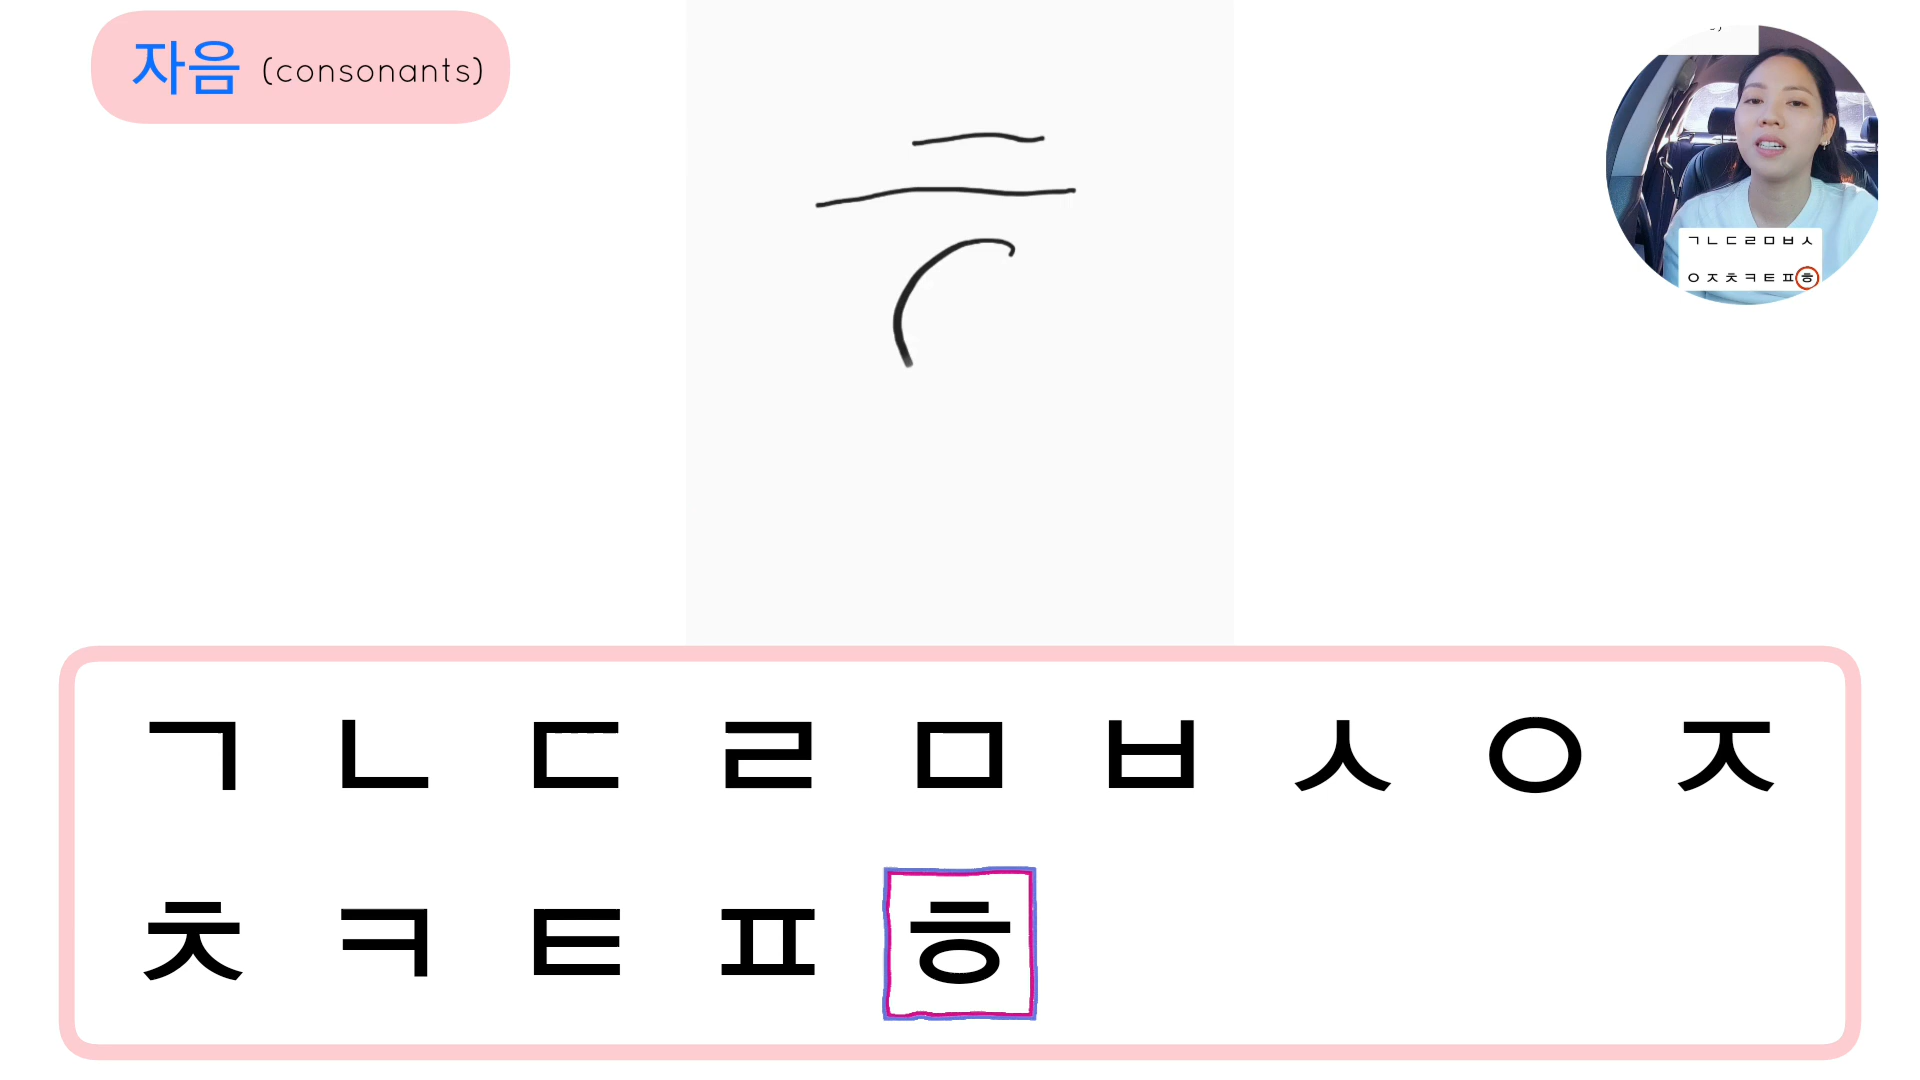 자음 (consonants)
ㄱ ㄴ ㄷ ㄹ ㅁ ㅂ ㅅ
ㅇ ㅈ ㅊ ㅋ ㅌ ㅍ ㅎ
ㄱ ㄴ ㄷ ㄹ ㅁ ㅂ ㅅ ㅇ ㅈ
ㅊ ㅋ ㅌ ㅍ ㅎ